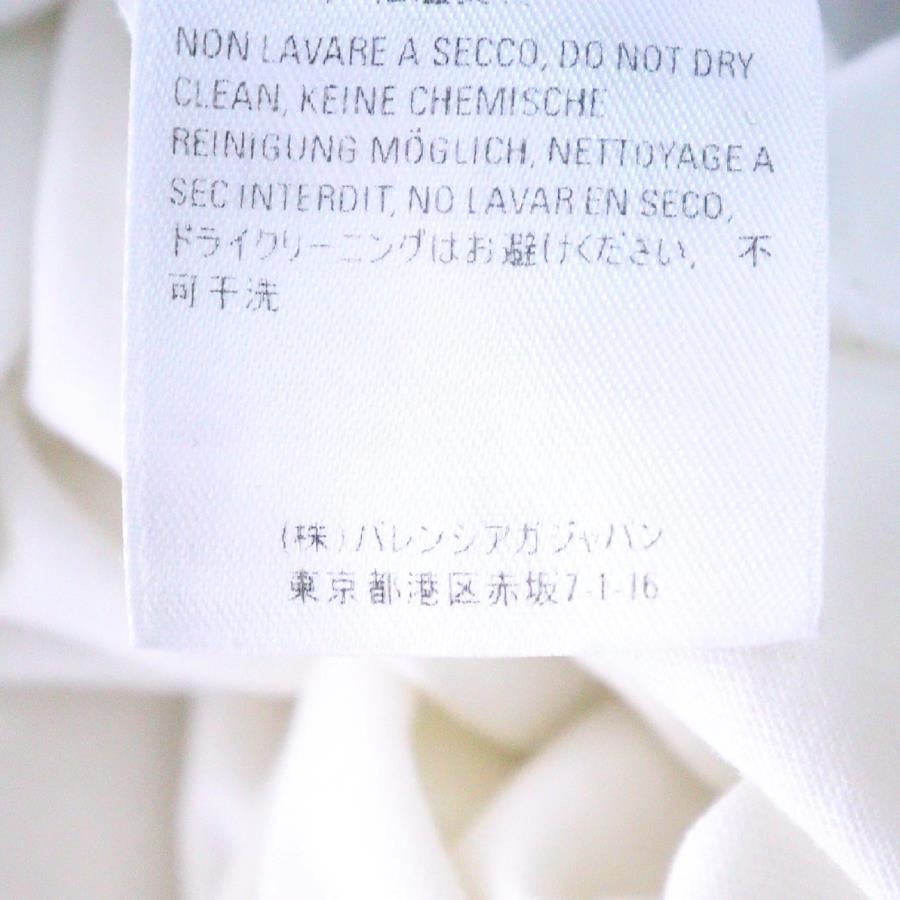 NON LAVARE A SECCO, DO NOT DRY
CLEAN, KEINE CHEMISCHE
REINIGUNG MÖGLICH, NETTOYAGE A
SEC INTERDIT, NO LAVAR EN SECO,
ドライクリーニングはお避けください, 不
可干洗
(株)バレンシアガジャパン
東京都港区赤坂7-1-16